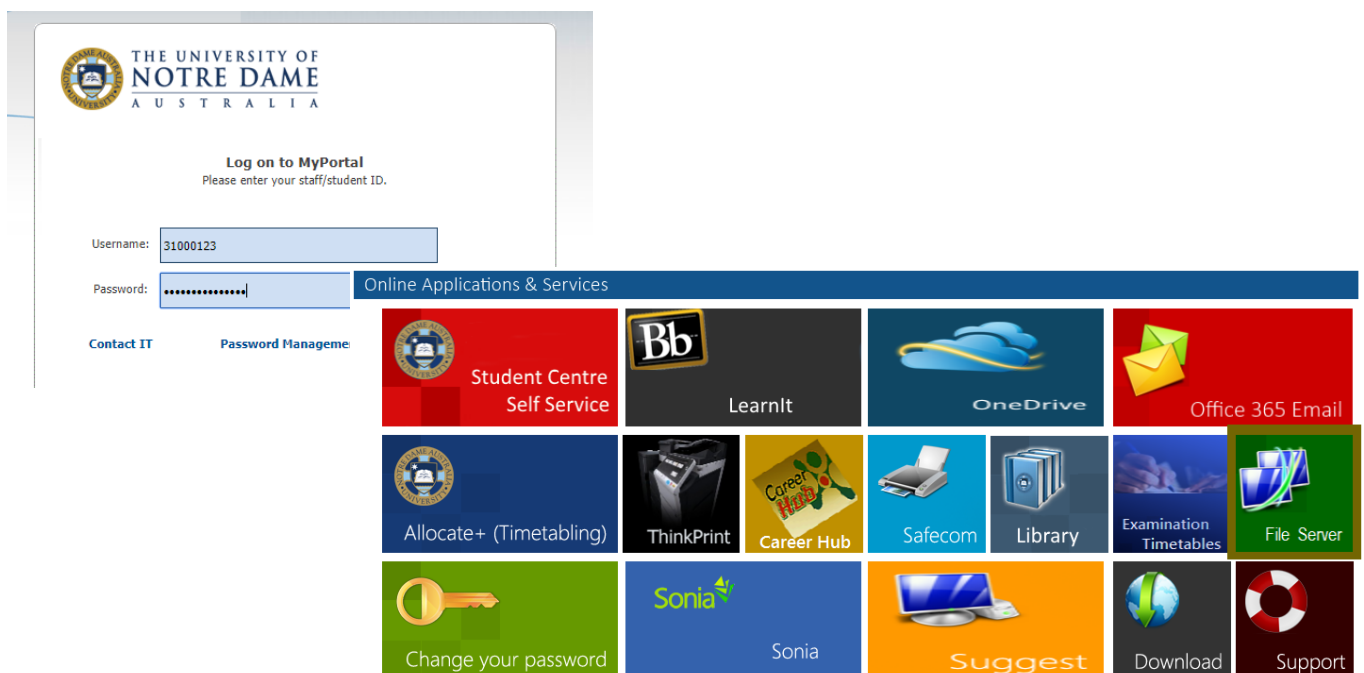 THE UNIVERSITY OF
NOTRE DAME
AUSTRALIA
Log on to MyPortal
Please enter your staff/student ID.
Username: 31000123
Password: •••••••••••••••
Contact IT Password Manageme
Online Applications & Services
Student Centre
Self Service
Bb
LearnIt
OneDrive
Office 365 Email
Allocate+ (Timetabling)
ThinkPrint
Career
Hub
Career Hub
Safecom
Library
Examination
Timetables
File Server
Change your password
Sonia
Sonia
Suggest
Download
Support